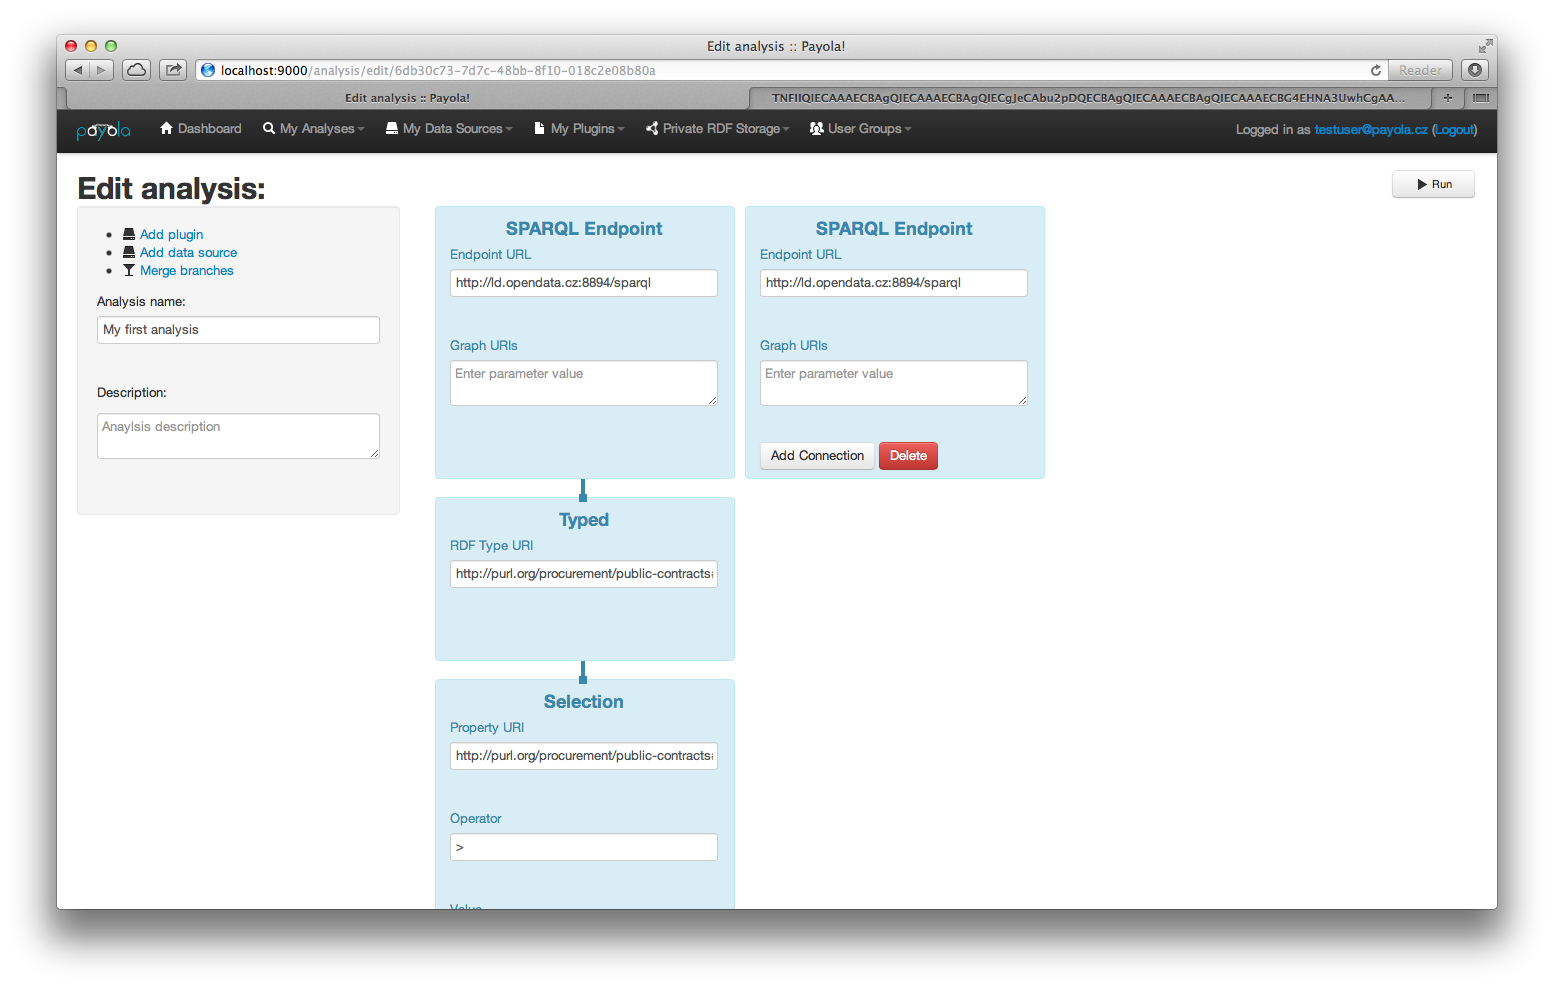 Edit analysis :: Payola!
localhost:9000/analysis/edit/6db30c73-7d7c-48bb-8f10-018c2e08b80a
Reader
Edit analysis :: Payola!
TNFIIQIECAAAECBAgQIECAAAECBAgQIECgJeCAbu2pDQECBAgQIECAAAECBAgQIECAAAECBG4EHNA3UwhCgAA...
payola
Dashboard
My Analyses
My Data Sources
My Plugins
Private RDF Storage
User Groups
Logged in as testuser@payola.cz (Logout)
Edit analysis:
Run
Add plugin
Add data source
Merge branches
Analysis name:
My first analysis
Description:
Anaylsis description
SPARQL Endpoint
Endpoint URL
http://ld.opendata.cz:8894/sparql
Graph URIs
Enter parameter value
SPARQL Endpoint
Endpoint URL
http://ld.opendata.cz:8894/sparql
Graph URIs
Enter parameter value
Add Connection
Delete
Typed
RDF Type URI
http://purl.org/procurement/public-contracts#
Selection
Property URI
http://purl.org/procurement/public-contracts#
Operator
>
Value